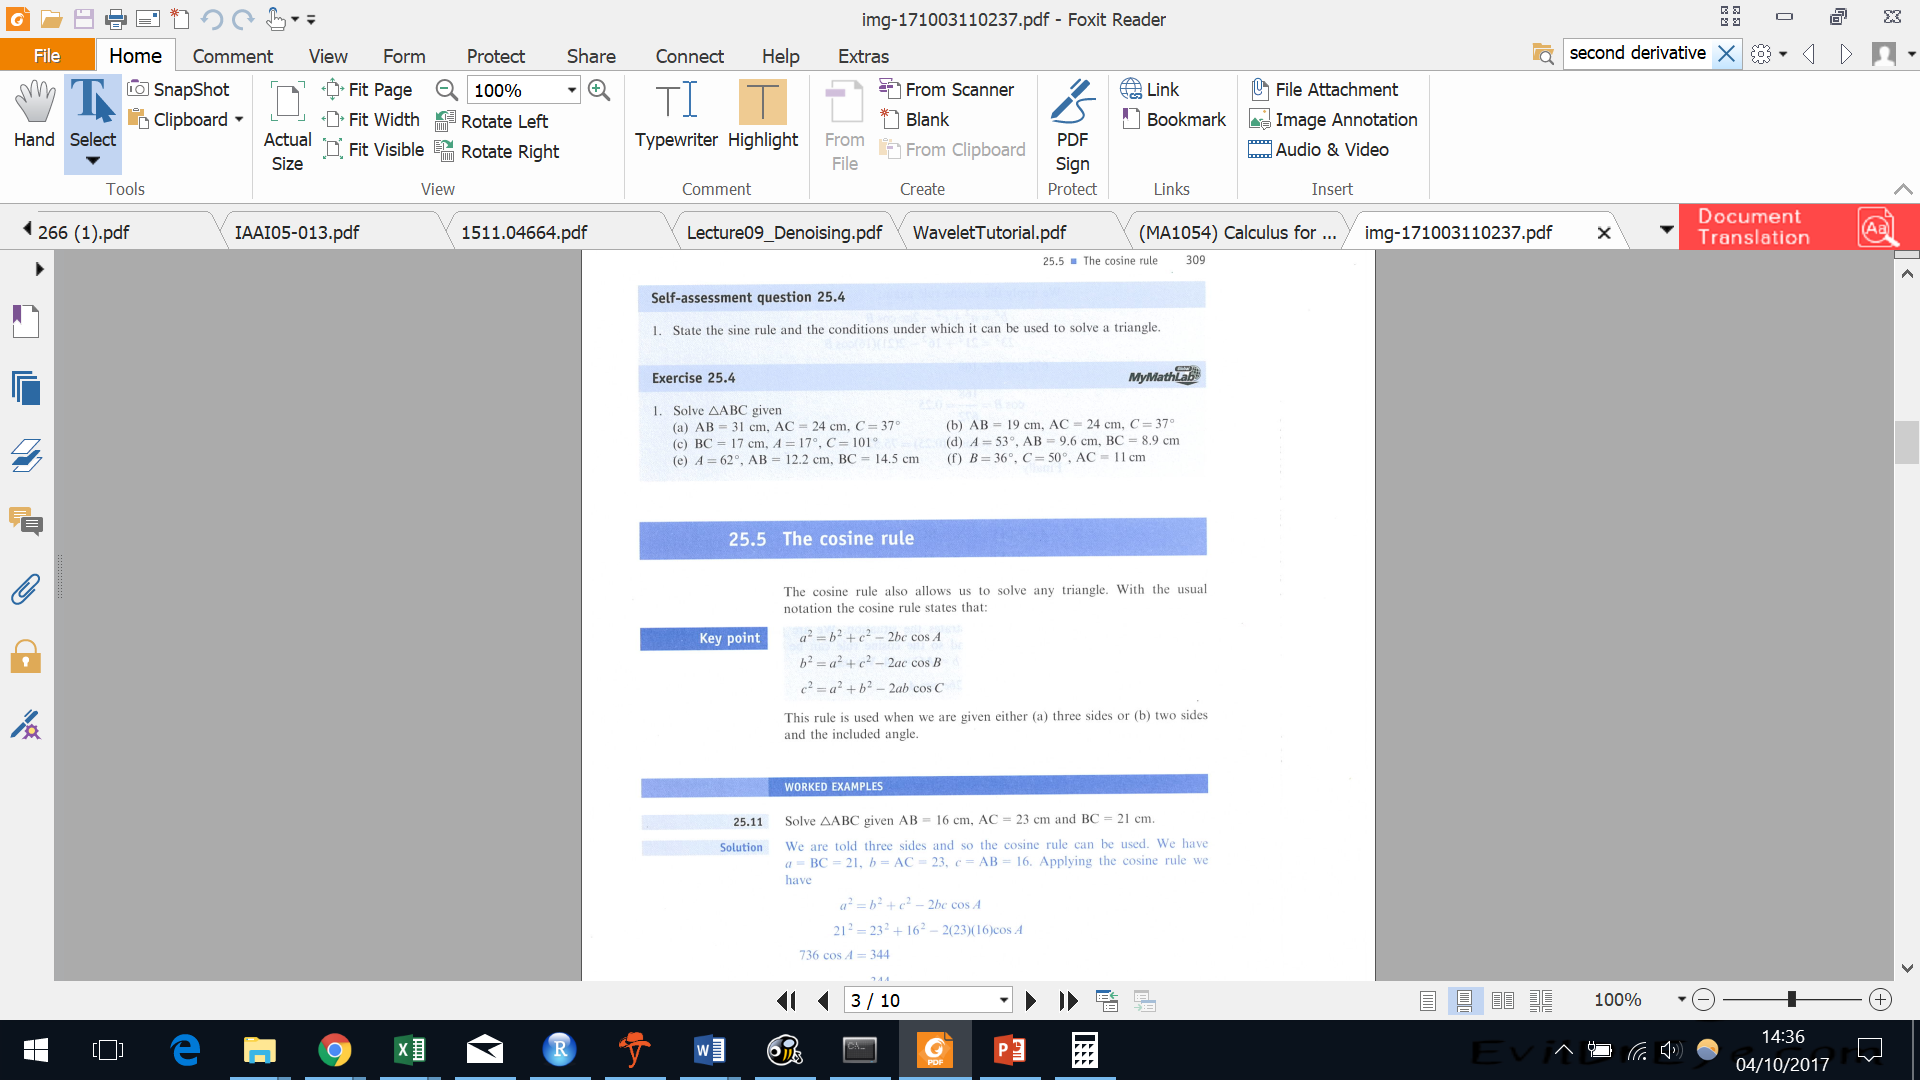 img-171003110237.pdf - Foxit Reader
File Home Comment View Form Protect Share Connect Help Extras second derivative
Hand Select SnapShot Clipboard Tools
Actual Size Fit Page Fit Width Fit Visible 100% Rotate Left Rotate Right View
Typewriter Highlight Comment
From File From Scanner Blank From Clipboard Create
PDF Sign Protect
Link Bookmark Links
File Attachment Image Annotation Audio & Video Insert
266 (1).pdf IAAI05-013.pdf 1511.04664.pdf Lecture09_Denoising.pdf WaveletTutorial.pdf (MA1054) Calculus for ... img-171003110237.pdf
Document
Translation
25.5 ■ The cosine rule 309
Self-assessment question 25.4
1. State the sine rule and the conditions under which it can be used to solve a triangle.
Exercise 25.4 MyMathLab
1. Solve △ABC given
(a) AB = 31 cm, AC = 24 cm, C = 37° (b) AB = 19 cm, AC = 24 cm, C = 37°
(c) BC = 17 cm, A = 17°, C = 101° (d) A = 53°, AB = 9.6 cm, BC = 8.9 cm
(e) A = 62°, AB = 12.2 cm, BC = 14.5 cm (f) B = 36°, C = 50°, AC = 11 cm
25.5 The cosine rule
The cosine rule also allows us to solve any triangle. With the usual
notation the cosine rule states that:
Key point a² = b² + c² − 2bc cos A
b² = a² + c² − 2ac cos B
c² = a² + b² − 2ab cos C
This rule is used when we are given either (a) three sides or (b) two sides
and the included angle.
WORKED EXAMPLES
25.11 Solve △ABC given AB = 16 cm, AC = 23 cm and BC = 21 cm.
Solution We are told three sides and so the cosine rule can be used. We have
a = BC = 21, b = AC = 23, c = AB = 16. Applying the cosine rule we
have
a² = b² + c² − 2bc cos A
21² = 23² + 16² − 2(23)(16)cos A
736 cos A = 344
3 / 10 100%
14:36
04/10/2017